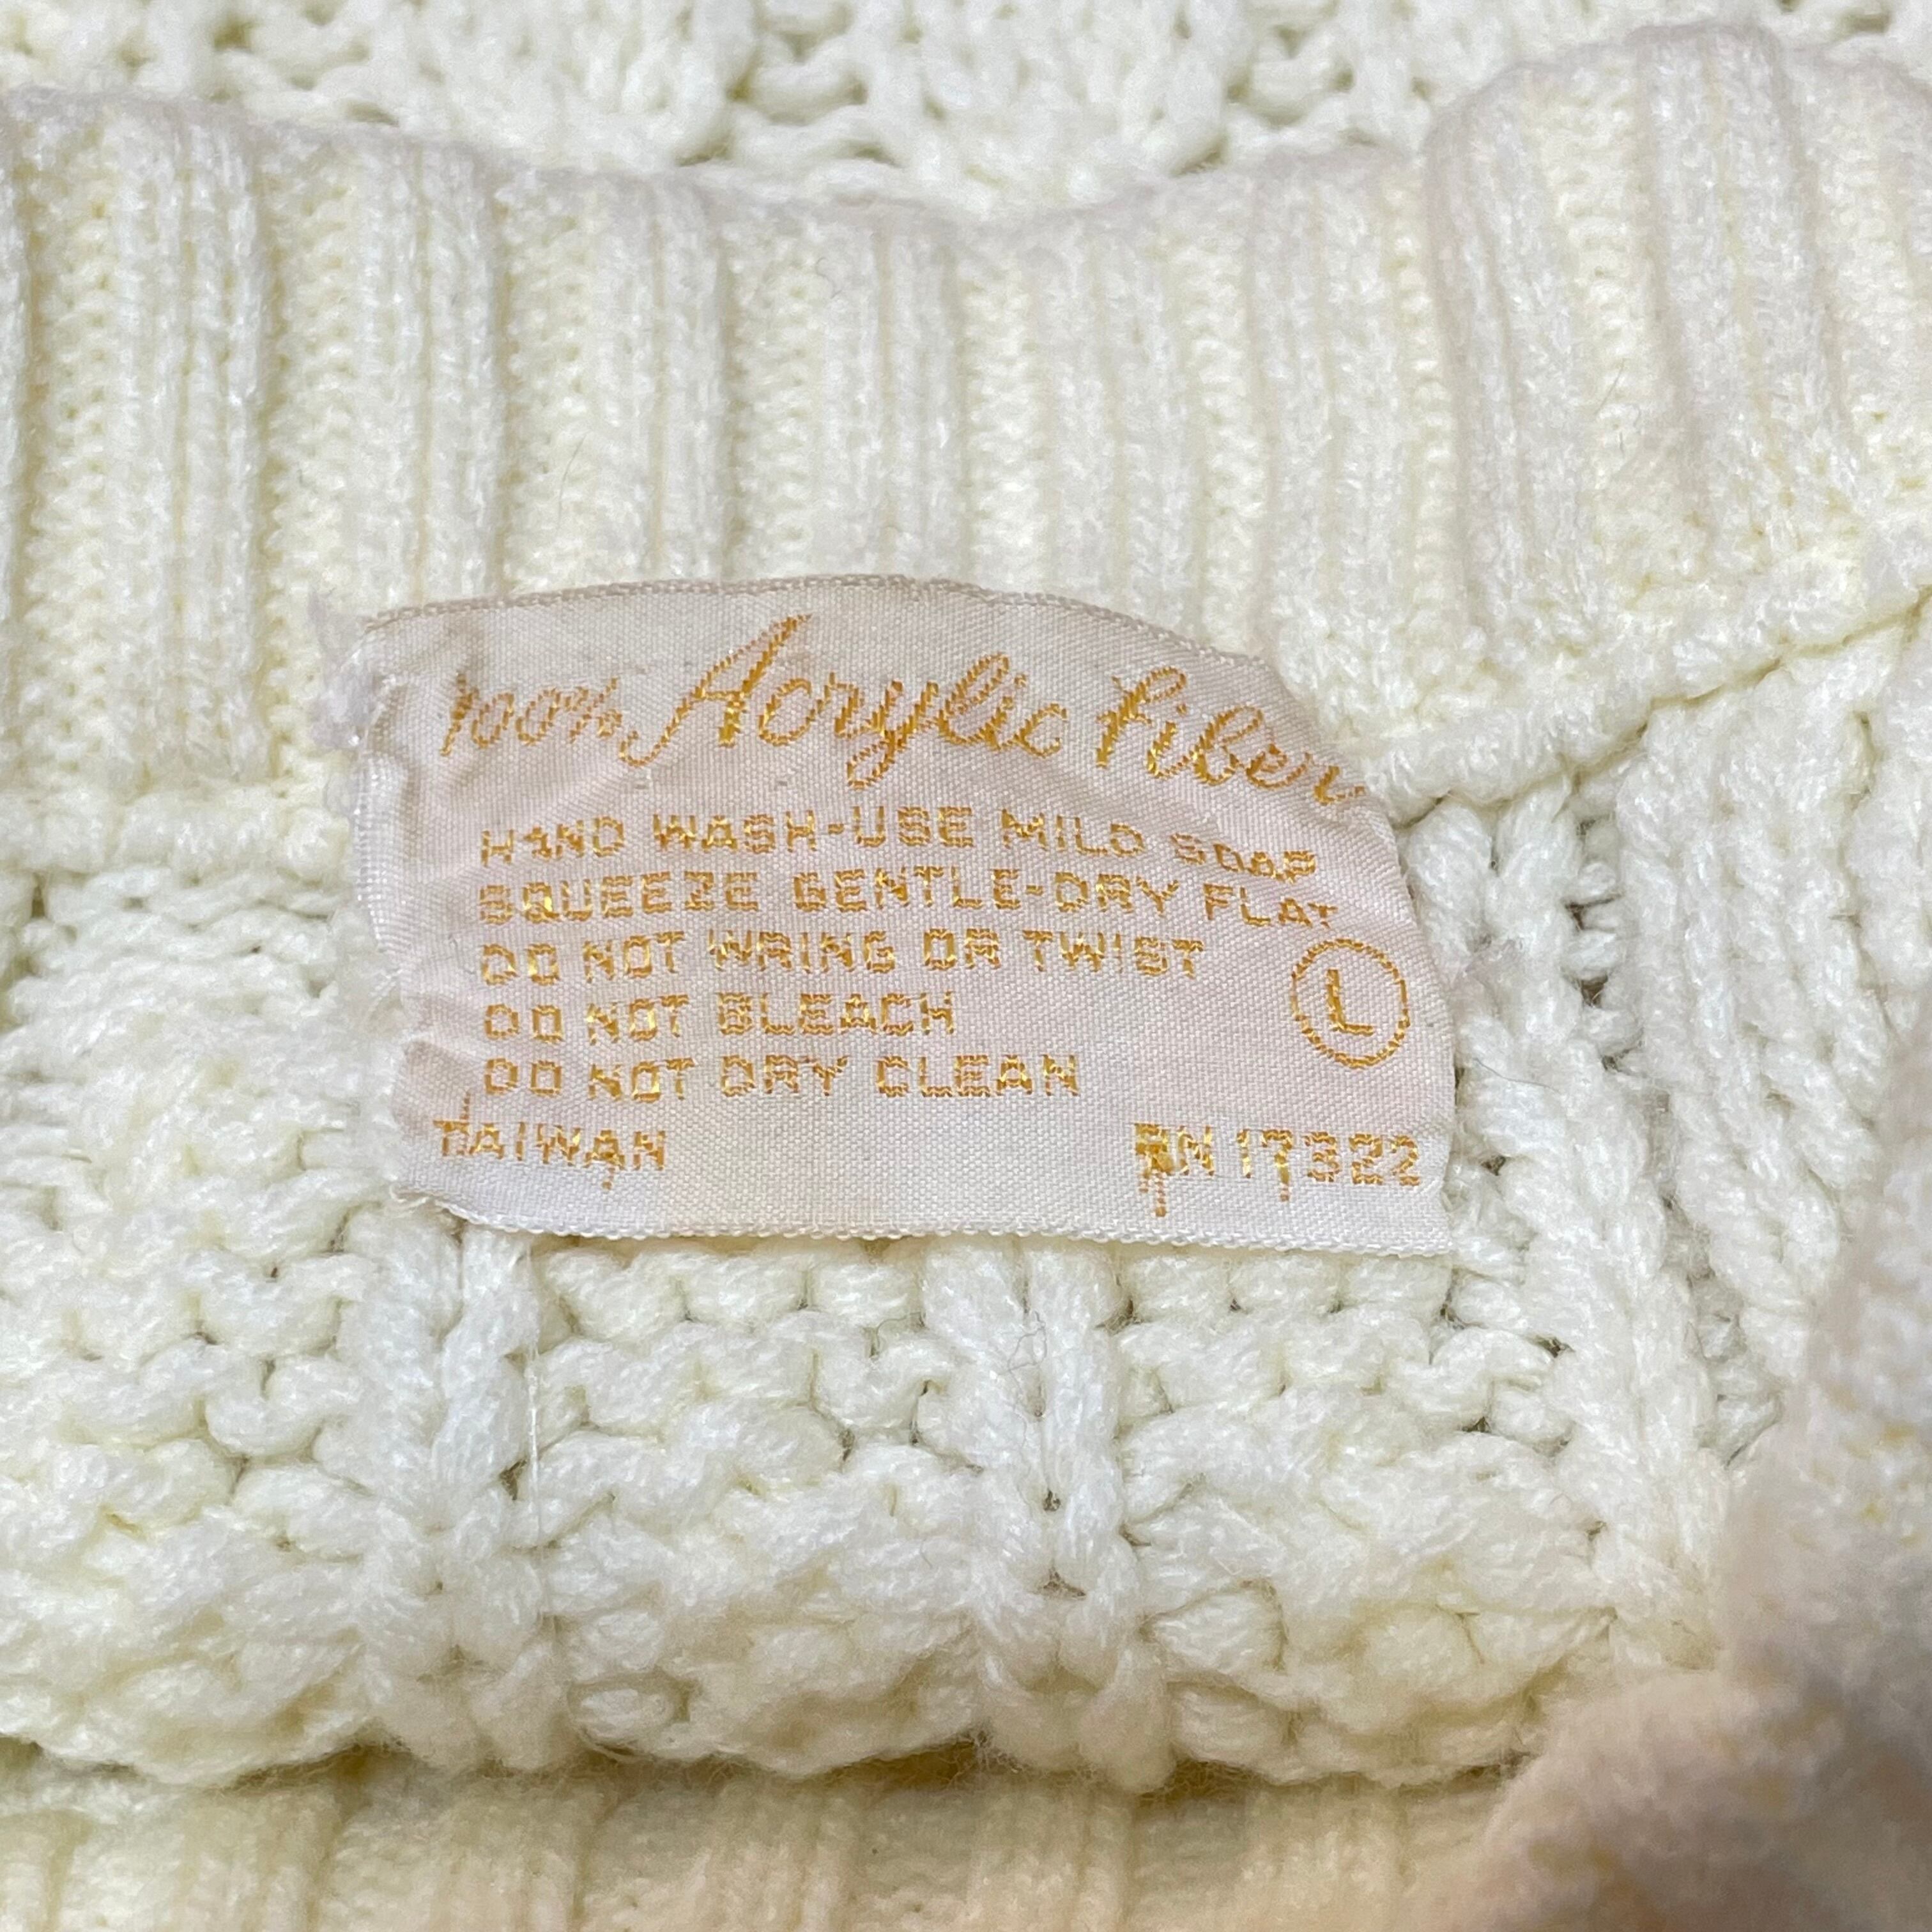 100% Acrylic Fiber
HAND WASH-USE MILD SOAP
SQUEEZE GENTLE-DRY FLAT
DO NOT WRING OR TWIST
L
DO NOT BLEACH
DO NOT DRY CLEAN
TAIWAN RN 17322